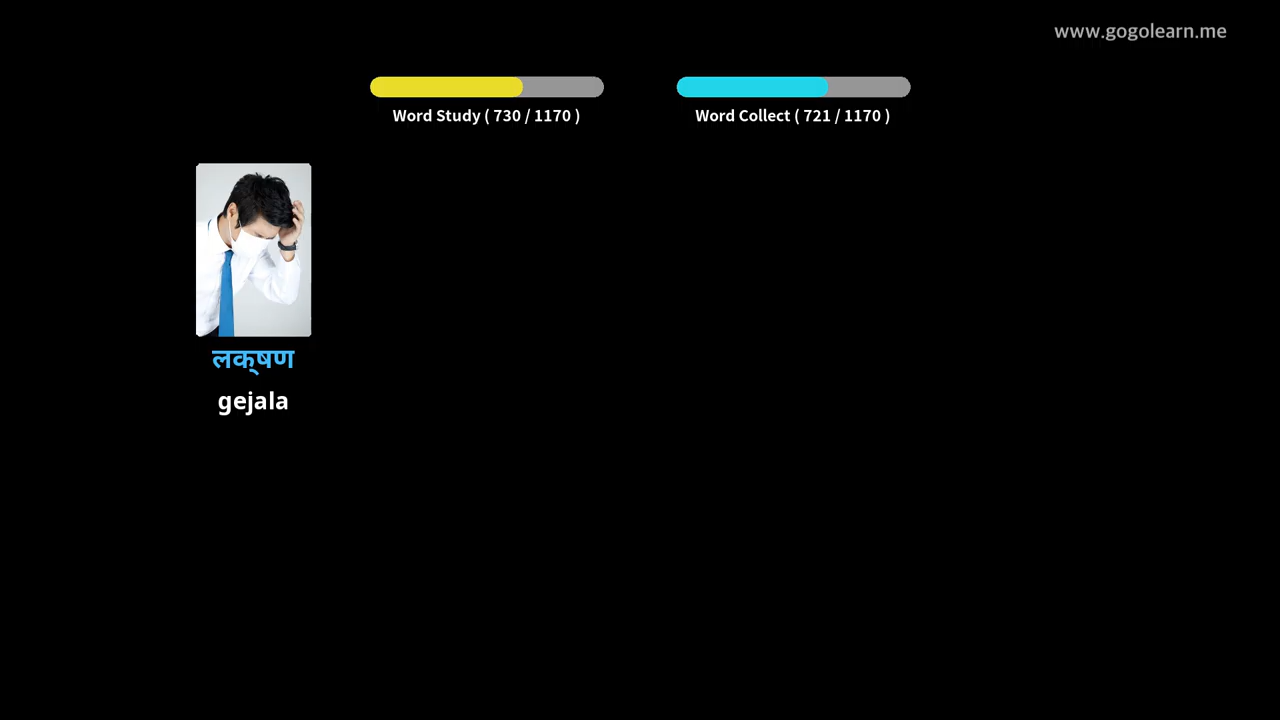 www.gogolearn.me
Word Study ( 730 / 1170 )
Word Collect ( 721 / 1170 )
लक्षण
gejala